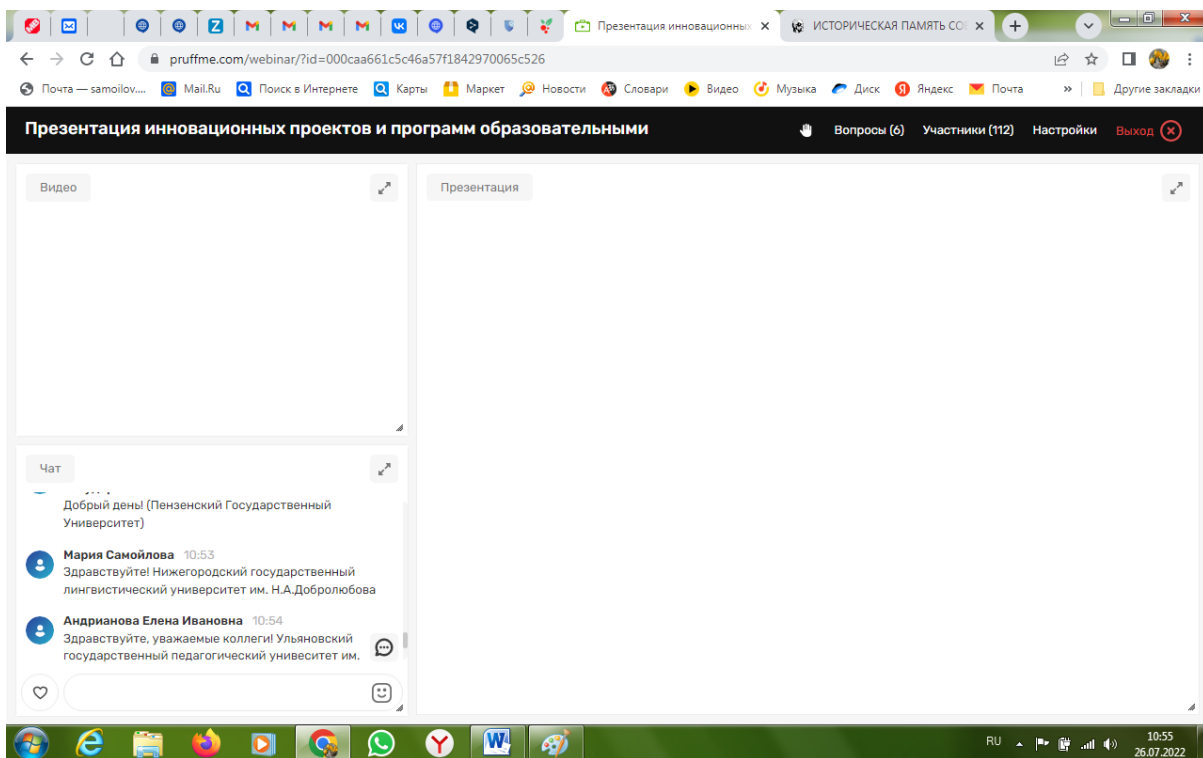 Презентация инновационных
ИСТОРИЧЕСКАЯ ПАМЯТЬ СОВ
pruffme.com/webinar/?id=000caa661c5c46a57f1842970065c526
Почта — samoilov.... Mail.Ru Поиск в Интернете Карты Маркет Новости Словари Видео Музыка Диск Яндекс Почта » Другие закладки
Презентация инновационных проектов и программ образовательными Вопросы (6) Участники (112) Настройки Выход
Видео
Презентация
Чат
Добрый день! (Пензенский Государственный
Университет)
Мария Самойлова 10:53
Здравствуйте! Нижегородский государственный
лингвистический университет им. Н.А.Добролюбова
Андрианова Елена Ивановна 10:54
Здравствуйте, уважаемые коллеги! Ульяновский
государственный педагогический унивеситет им.
RU 10:55
26.07.2022